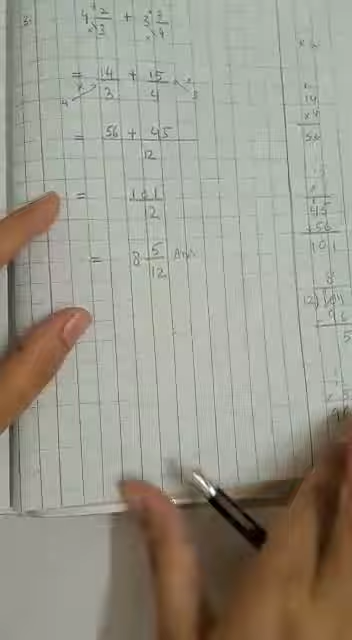 3. 4 2/3 + 3 3/4
= 14/3 + 15/4
= 56 + 45 / 12
= 101/12
= 8 5/12 Ans
14
x 4
56
45
+56
101
8
12)101
96
5